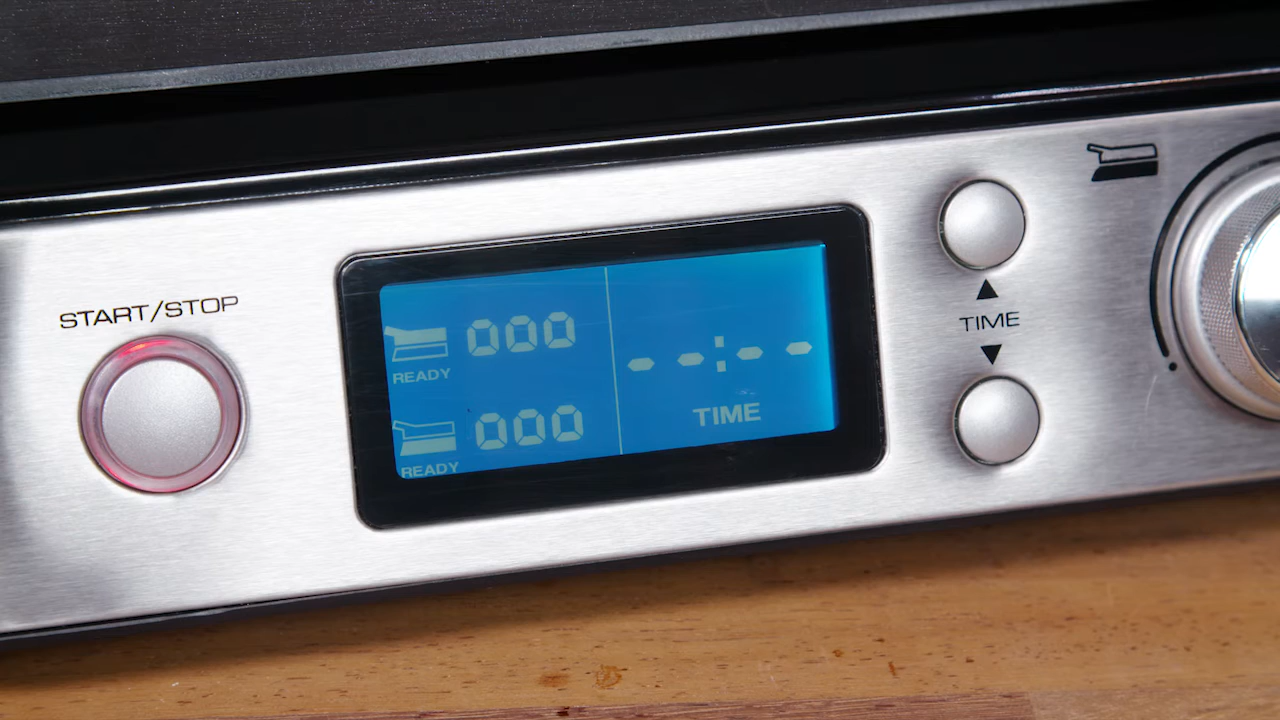 START/STOP
000
READY
000
READY
--:--
TIME
▲
TIME
▼